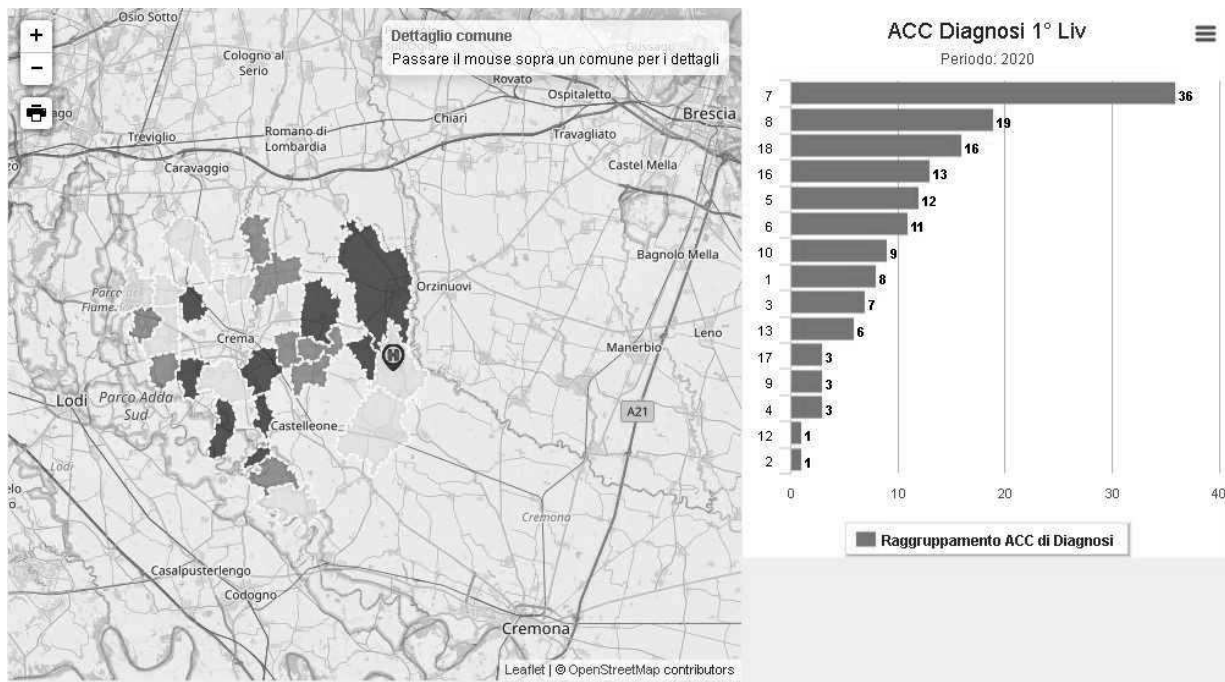 Osio Sotto
+
−
Cologno al
Serio
Dettaglio comune
Passare il mouse sopra un comune per i dettagli
Rovato
Ospitaletto
Chiari
Brescia
Treviglio
Romano di
Lombardia
Travagliato
Caravaggio
Castel Mella
Bagnolo Mella
Orzinuovi
Crema
Leno
Manerbio
H
Lodi
Parco Adda
Sud
A21
Castelleone
Lodi
Cremona
Casalpusterlengo
Codogno
Cremona
Leaflet | © OpenStreetMap contributors
ACC Diagnosi 1° Liv
Periodo: 2020
7 36
8 19
18 16
16 13
5 12
6 11
10 9
1 8
3 7
13 6
17 3
9 3
4 3
12 1
2 1
0 10 20 30 40
Raggruppamento ACC di Diagnosi